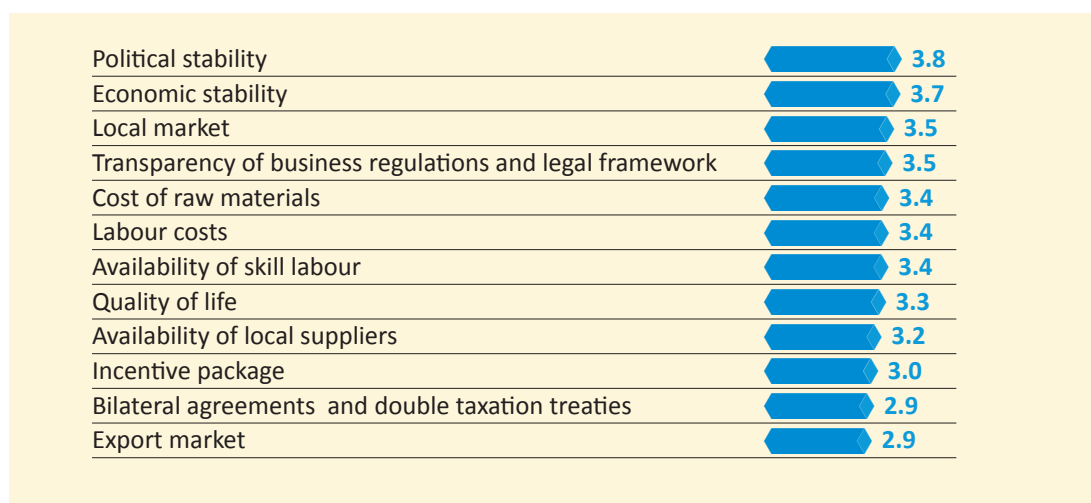 Political stability 3.8
Economic stability 3.7
Local market 3.5
Transparency of business regulations and legal framework 3.5
Cost of raw materials 3.4
Labour costs 3.4
Availability of skill labour 3.4
Quality of life 3.3
Availability of local suppliers 3.2
Incentive package 3.0
Bilateral agreements  and double taxation treaties 2.9
Export market 2.9